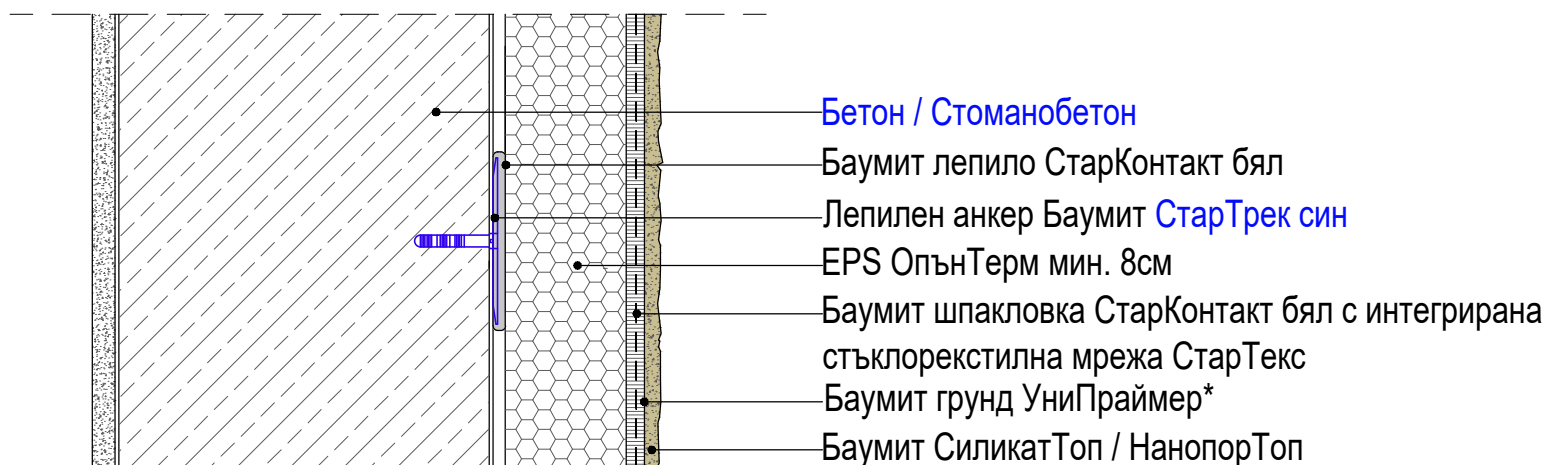 Бетон / Стоманобетон
Баумит лепило СтарКонтакт бял
Лепилен анкер Баумит СтарТрек син
EPS ОпънТерм мин. 8см
Баумит шпакловка СтарКонтакт бял с интегрирана
стъклорекстилна мрежа СтарТекс
Баумит грунд УниПраймер*
Баумит СиликатТоп / НанопорТоп